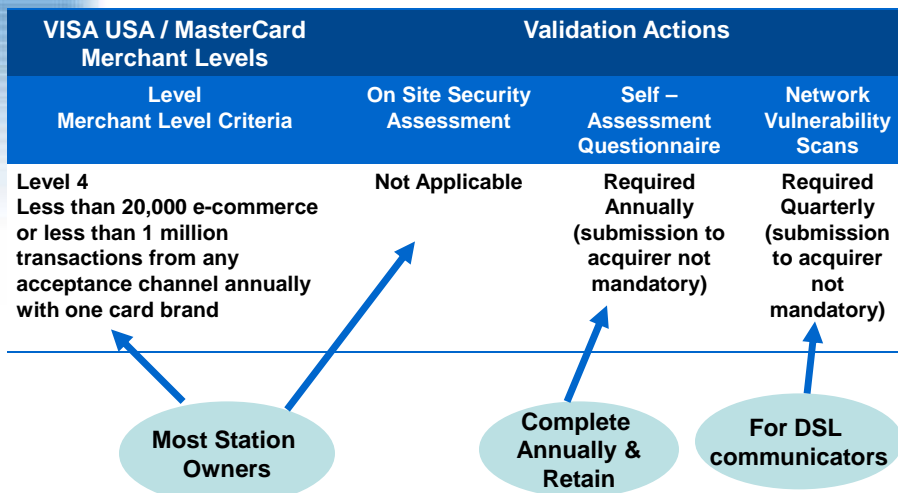 VISA USA / MasterCard
Merchant Levels
Validation Actions
Level
Merchant Level Criteria
On Site Security
Assessment
Self –
Assessment
Questionnaire
Network
Vulnerability
Scans
Level 4
Less than 20,000 e-commerce
or less than 1 million
transactions from any
acceptance channel annually
with one card brand
Not Applicable
Required
Annually
(submission to
acquirer not
mandatory)
Required
Quarterly
(submission
to acquirer
not
mandatory)
Most Station
Owners
Complete
Annually &
Retain
For DSL
communicators